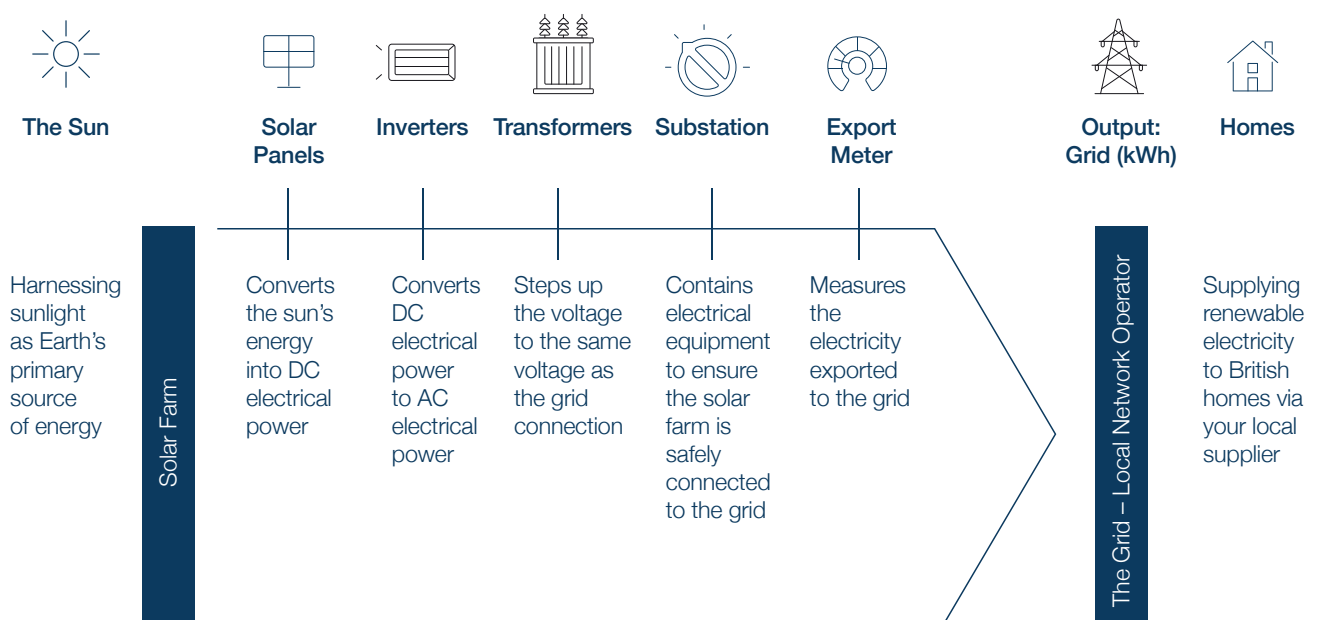 The Sun
Solar
Panels
Inverters
Transformers
Substation
Export
Meter
Output:
Grid (kWh)
Homes
Harnessing
sunlight
as Earth’s
primary
source
of energy
Solar Farm
Converts
the sun’s
energy
into DC
electrical
power
Converts
DC
electrical
power
to AC
electrical
power
Steps up
the voltage
to the same
voltage as
the grid
connection
Contains
electrical
equipment
to ensure
the solar
farm is
safely
connected
to the grid
Measures
the
electricity
exported
to the grid
The Grid – Local Network Operator
Supplying
renewable
electricity
to British
homes via
your local
supplier